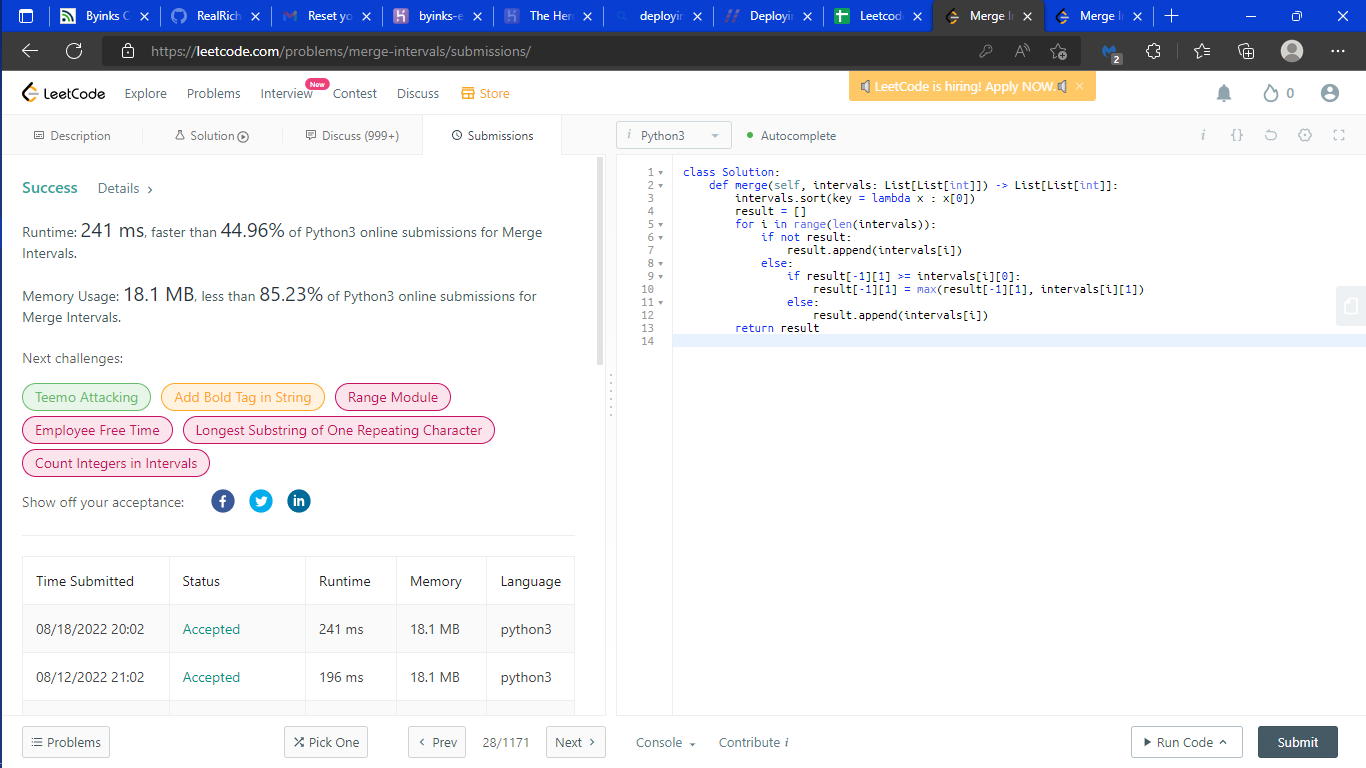 Byinks C
RealRich
Reset yo
byinks-e
The Her
deployin
Deployin
Leetcod
Merge I
Merge I
https://leetcode.com/problems/merge-intervals/submissions/
2
LeetCode
Explore
Problems
Interview
New
Contest
Discuss
Store
LeetCode is hiring! Apply NOW.
0
Description
Solution
Discuss (999+)
Submissions
i Python3
Autocomplete
i {}
Success
Details >
Runtime: 241 ms, faster than 44.96% of Python3 online submissions for Merge
Intervals.
Memory Usage: 18.1 MB, less than 85.23% of Python3 online submissions for
Merge Intervals.
Next challenges:
Teemo Attacking
Add Bold Tag in String
Range Module
Employee Free Time
Longest Substring of One Repeating Character
Count Integers in Intervals
Show off your acceptance:
Time Submitted Status Runtime Memory Language
08/18/2022 20:02 Accepted 241 ms 18.1 MB python3
08/12/2022 21:02 Accepted 196 ms 18.1 MB python3
1 class Solution:
2     def merge(self, intervals: List[List[int]]) -> List[List[int]]:
3         intervals.sort(key = lambda x : x[0])
4         result = []
5         for i in range(len(intervals)):
6             if not result:
7                 result.append(intervals[i])
8             else:
9                 if result[-1][1] >= intervals[i][0]:
10                     result[-1][1] = max(result[-1][1], intervals[i][1])
11                 else:
12                     result.append(intervals[i])
13         return result
14
Problems
Pick One
< Prev
28/1171
Next >
Console
Contribute i
Run Code
Submit